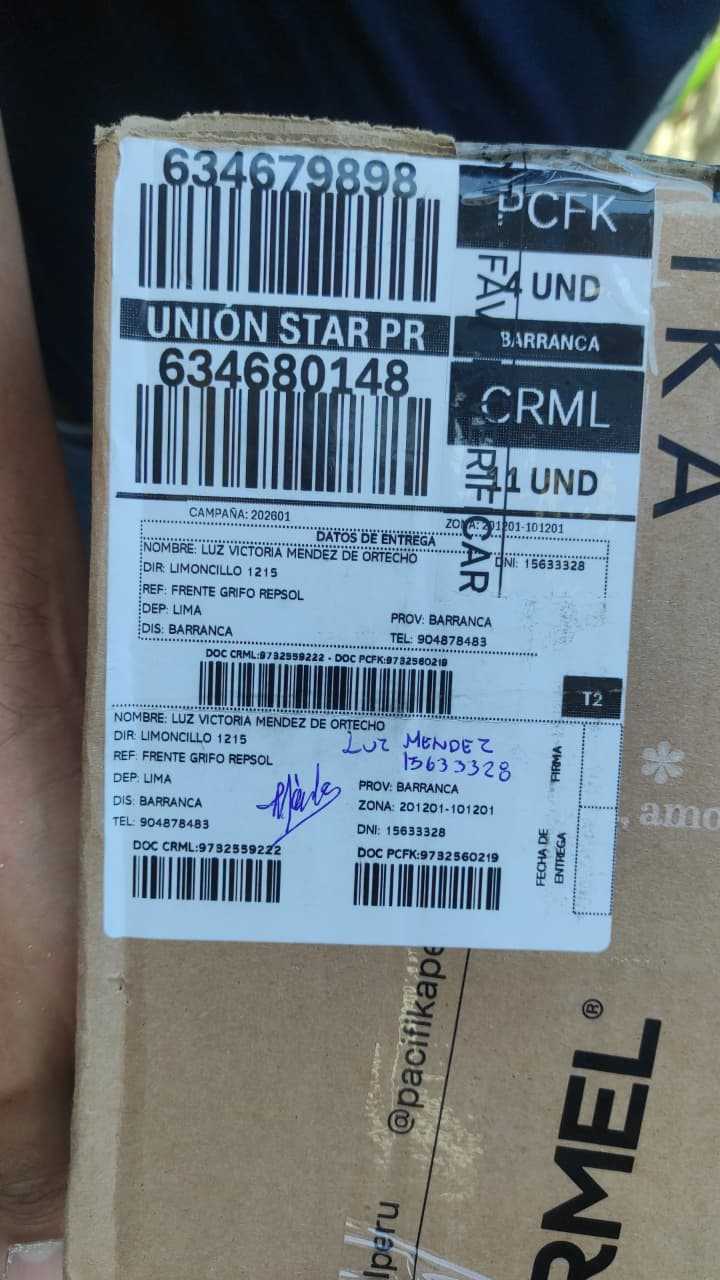 634679898
PCFK
4 UND
UNIÓN STAR PR
BARRANCA
634680148
CRML
11 UND
FAV
RIFICAR
CAMPAÑA: 202601
ZONA: 201201-101201
DATOS DE ENTREGA
NOMBRE: LUZ VICTORIA MENDEZ DE ORTECHO
DNI: 15633328
DIR: LIMONCILLO 1215
REF: FRENTE GRIFO REPSOL
DEP: LIMA
PROV: BARRANCA
DIS: BARRANCA
TEL: 904878483
DOC CRML:9732559222 - DOC PCFK:9732560219
T2
NOMBRE: LUZ VICTORIA MENDEZ DE ORTECHO
DIR: LIMONCILLO 1215
LUZ MENDEZ
REF: FRENTE GRIFO REPSOL
15633328
DEP: LIMA
PROV: BARRANCA
DIS: BARRANCA
ZONA: 201201-101201
TEL: 904878483
DNI: 15633328
DOC CRML:9732559222
DOC PCFK:9732560219
FIRMA
FECHA DE
ENTREGA
IKA
, amo
@pacifikape
lperu
RMEL®